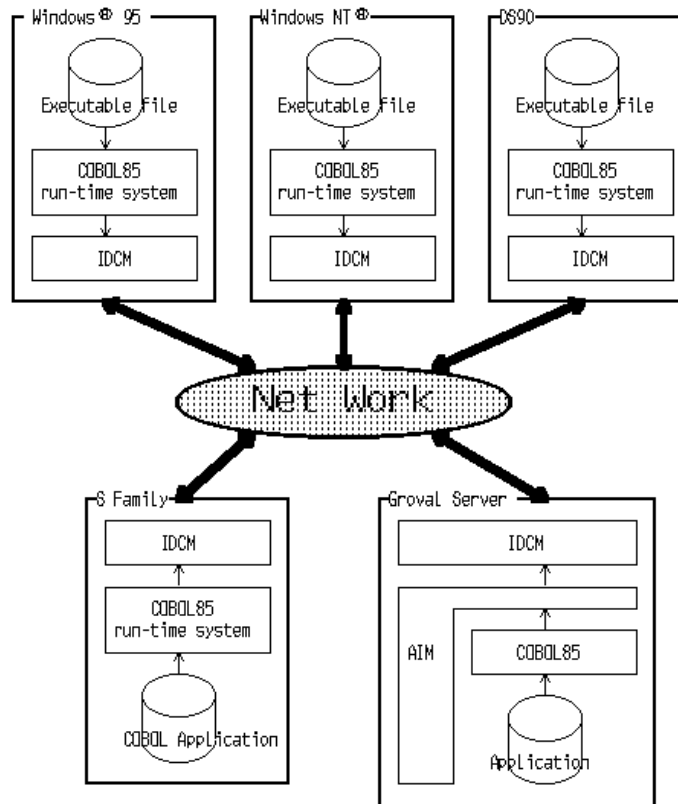 Windows® 95
Executable file
COBOL85
run-time system
IDCM
Windows NT®
Executable file
COBOL85
run-time system
IDCM
DS90
Executable file
COBOL85
run-time system
IDCM
Net Work
S Family
IDCM
COBOL85
run-time system
COBOL Application
Groval Server
IDCM
AIM
COBOL85
Application